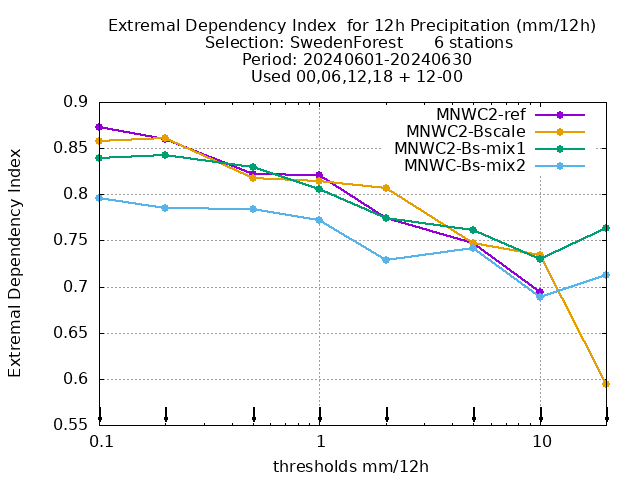 Extremal Dependency Index  for 12h Precipitation (mm/12h)
Selection: SwedenForest      6 stations
Period: 20240601-20240630
Used 00,06,12,18 + 12-00
MNWC2-ref
MNWC2-Bscale
MNWC2-Bs-mix1
MNWC-Bs-mix2
Extremal Dependency Index
0.9
0.85
0.8
0.75
0.7
0.65
0.6
0.55
0.1
1
10
thresholds mm/12h